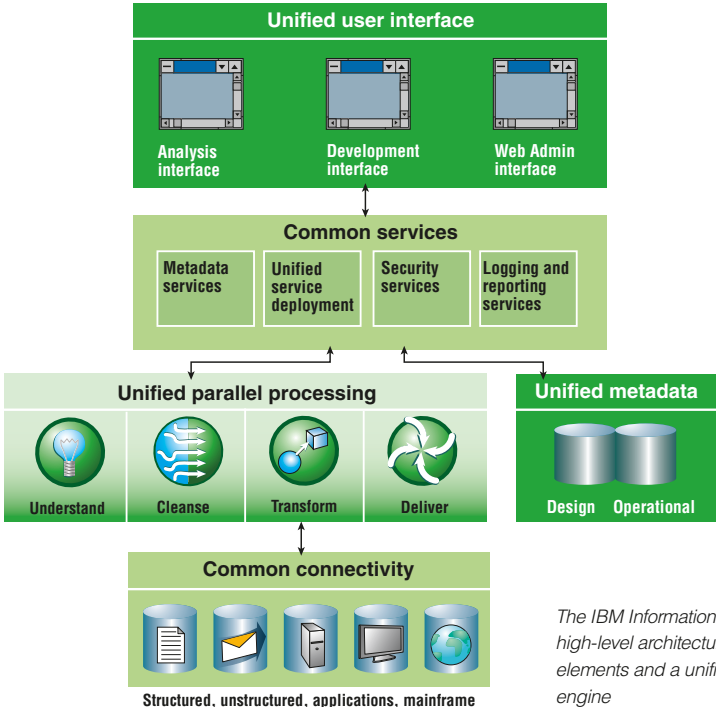 Unified user interface
Analysis
interface
Development
interface
Web Admin
interface
Common services
Metadata
services
Unified
service
deployment
Security
services
Logging and
reporting
services
Unified parallel processing
Understand
Cleanse
Transform
Deliver
Unified metadata
Design
Operational
Common connectivity
Structured, unstructured, applications, mainframe
The IBM Information
high-level
elements and a
engine